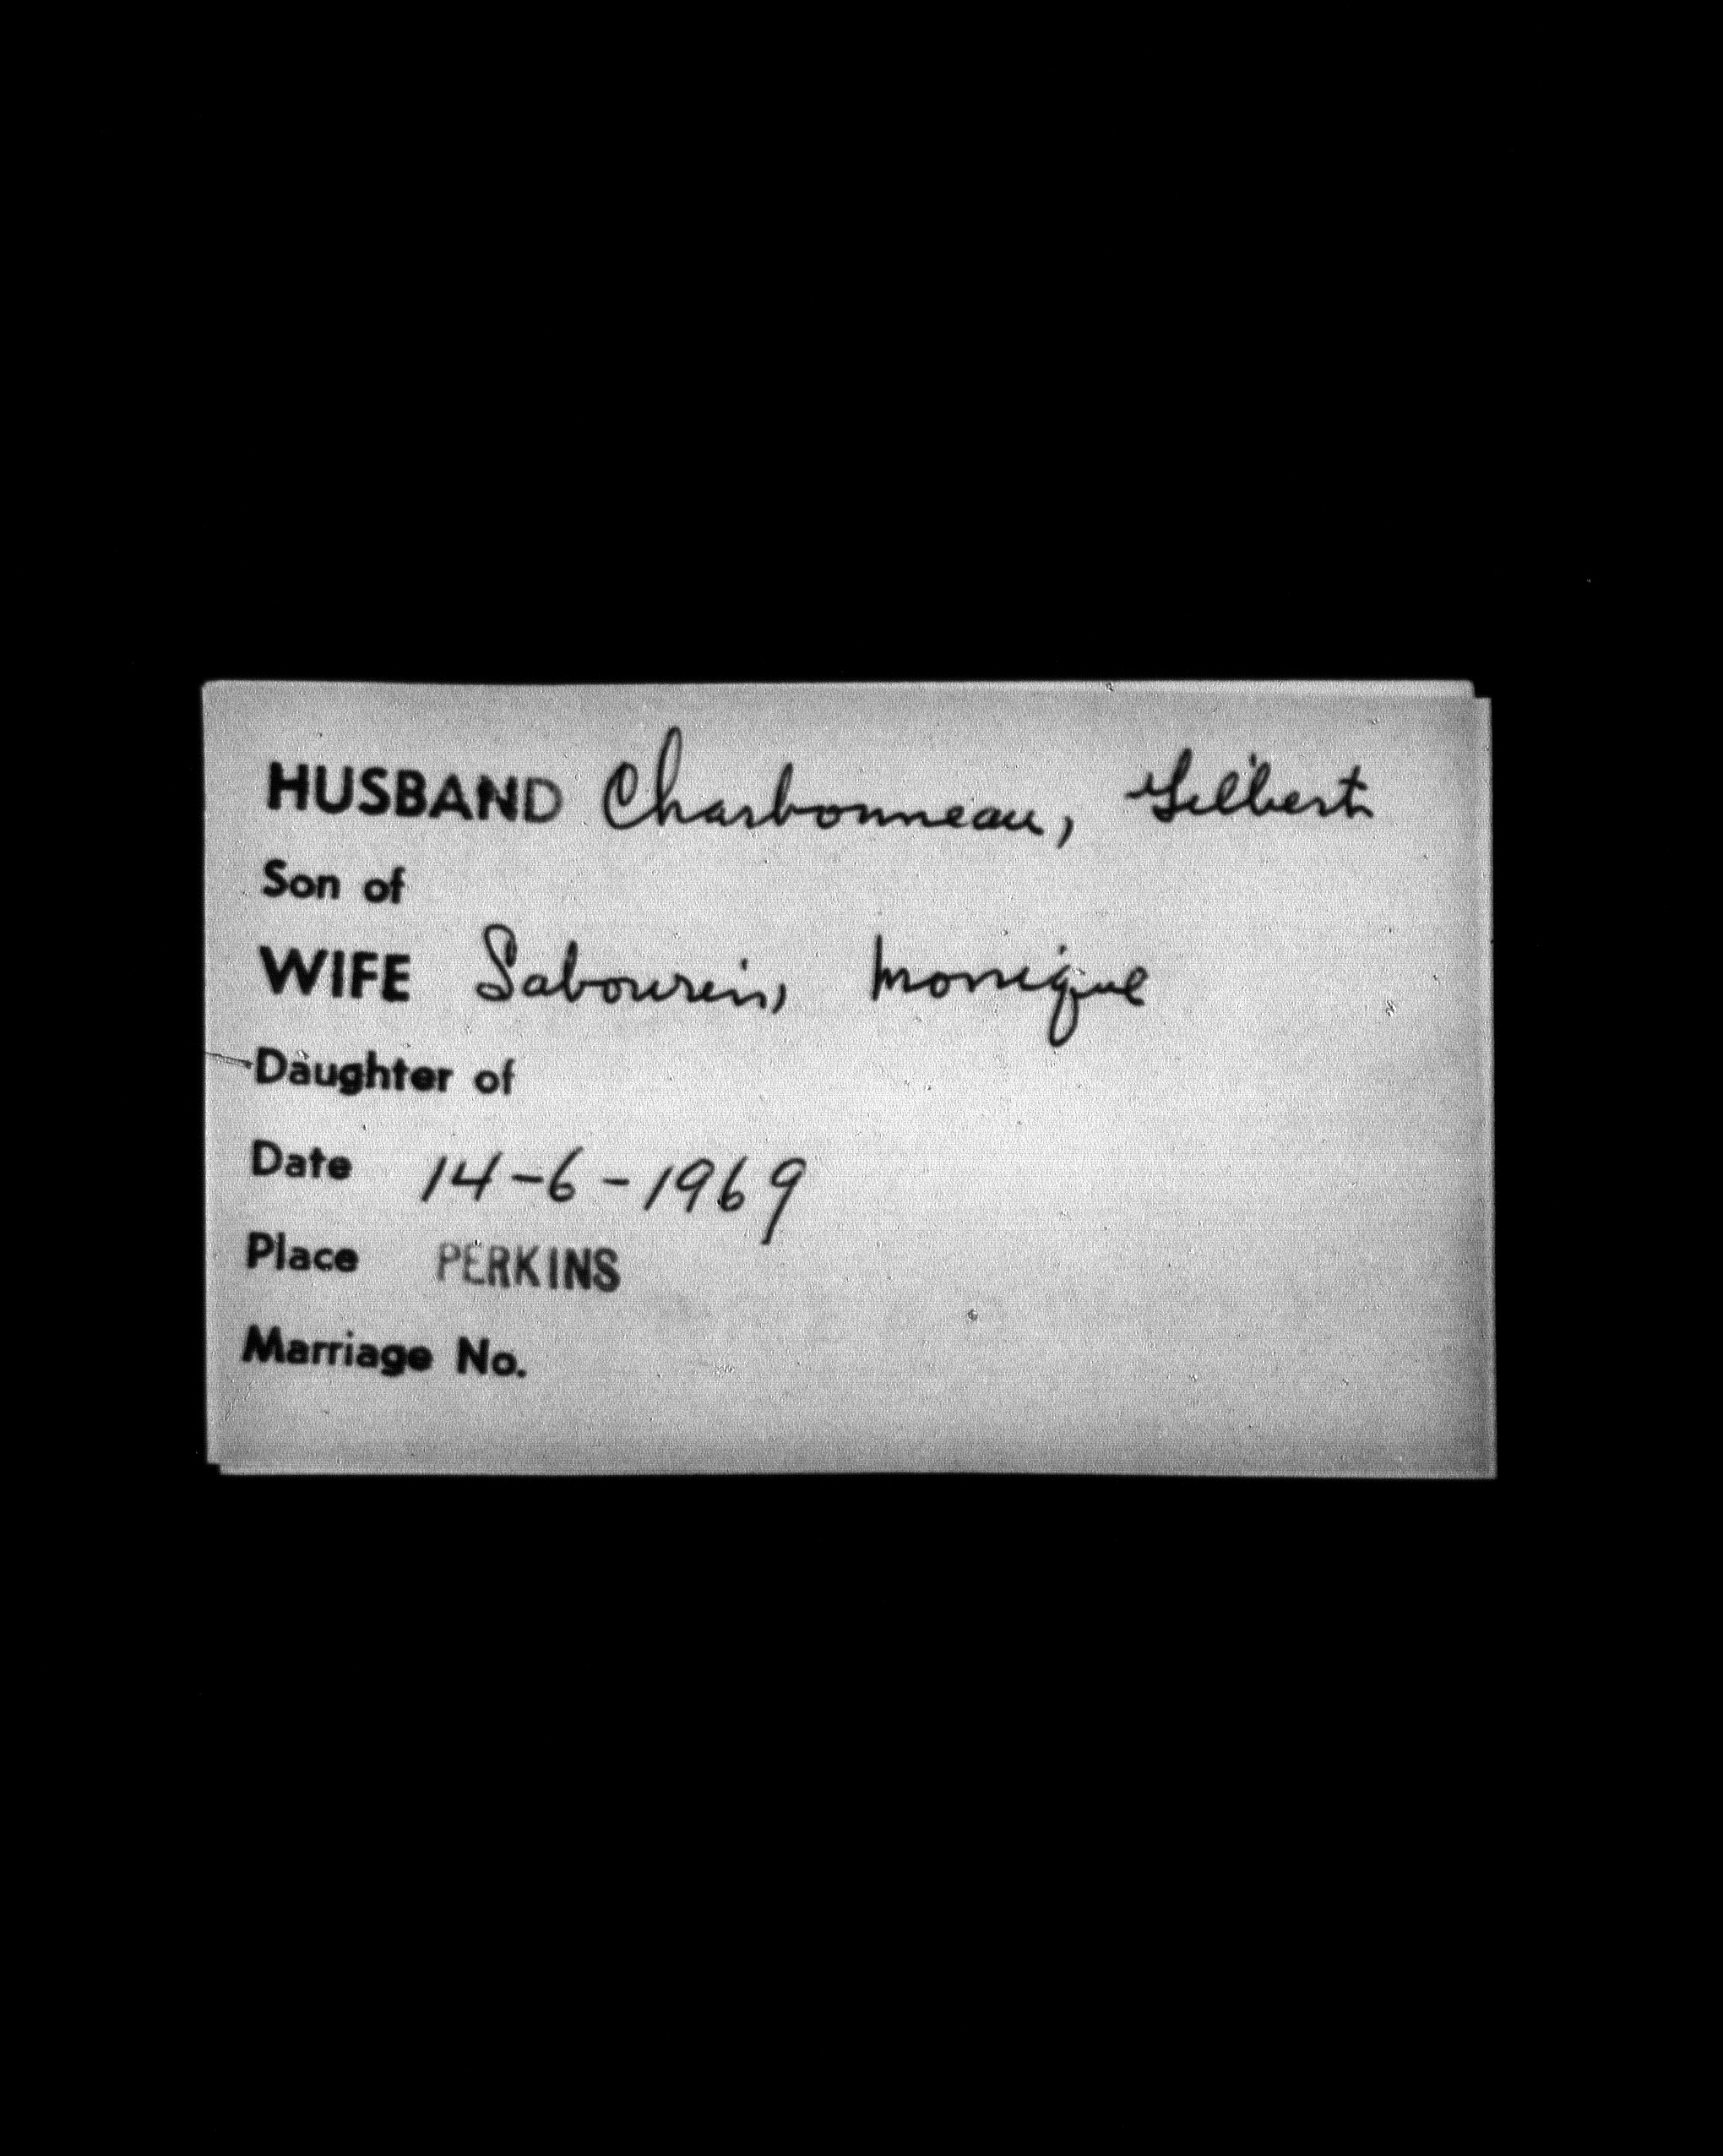 HUSBAND Charbonneau, Gilbert
Son of
WIFE Sabourin, Monique
Daughter of
Date 14-6-1969
Place PERKINS
Marriage No.